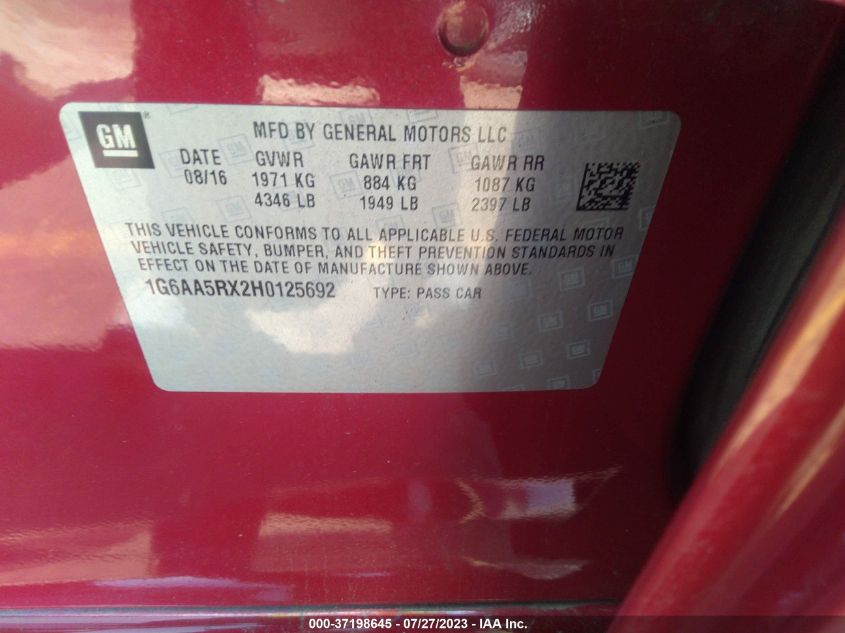 GM ®
MFD BY GENERAL MOTORS LLC
DATE GVWR GAWR FRT GAWR RR
08/16 1971 KG 884 KG 1087 KG
4346 LB 1949 LB 2397 LB
THIS VEHICLE CONFORMS TO ALL APPLICABLE U.S. FEDERAL MOTOR
VEHICLE SAFETY, BUMPER, AND THEFT PREVENTION STANDARDS IN
EFFECT ON THE DATE OF MANUFACTURE SHOWN ABOVE.
1G6AA5RX2H0125692 TYPE: PASS CAR
000-37198645 / 07/27/2023 - IAA Inc.